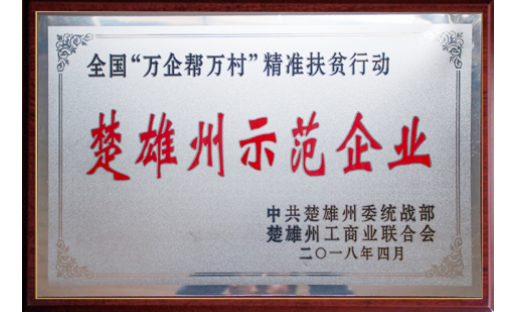 全国“万企帮万村”精准扶贫行动
楚雄州示范企业
中共楚雄州委统战部
楚雄州工商业联合会
二〇一八年四月